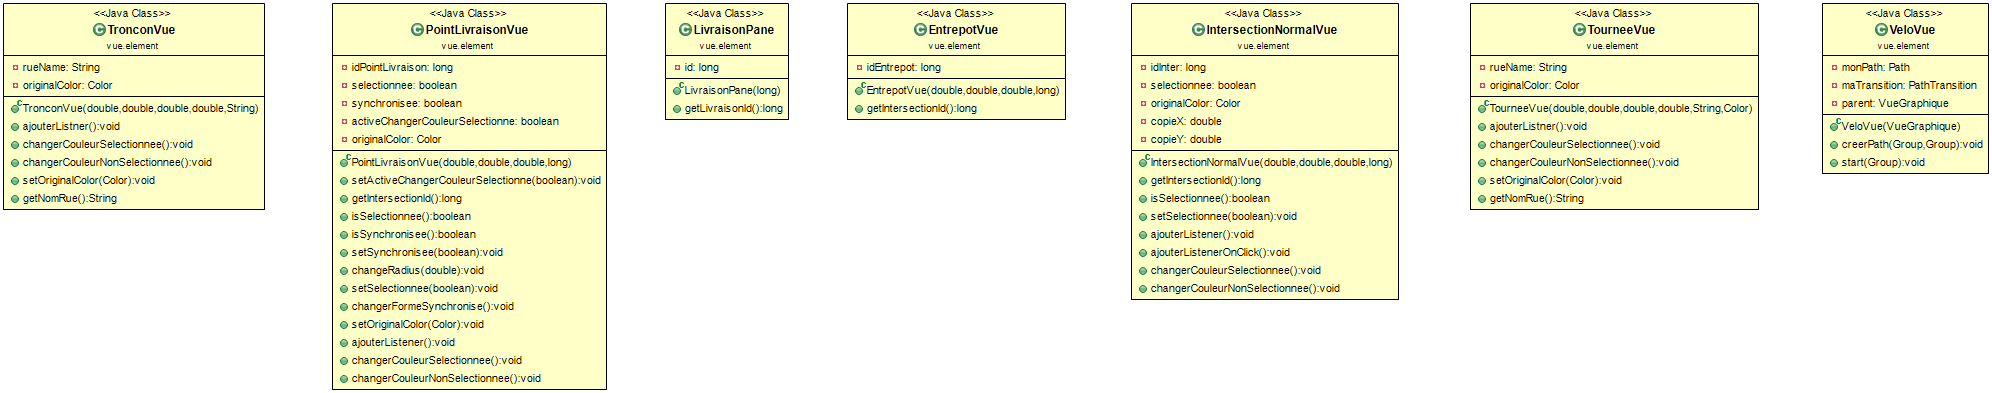 <<Java Class>>
TronconVue
vue.element
rueName: String
originalColor: Color
TronconVue(double,double,double,double,String)
ajouterListner():void
changerCouleurSelectionnee():void
changerCouleurNonSelectionnee():void
setOriginalColor(Color):void
getNomRue():String
<<Java Class>>
PointLivraisonVue
vue.element
idPointLivraison: long
selectionnee: boolean
synchronisee: boolean
activeChangerCouleurSelectionne: boolean
originalColor: Color
PointLivraisonVue(double,double,double,long)
setActiveChangerCouleurSelectionne(boolean):void
getIntersectionId():long
isSelectionnee():boolean
isSynchronisee():boolean
setSynchronisee(boolean):void
changeRadius(double):void
setSelectionnee(boolean):void
changerFormeSynchronise():void
setOriginalColor(Color):void
ajouterListener():void
changerCouleurSelectionnee():void
changerCouleurNonSelectionnee():void
<<Java Class>>
LivraisonPane
vue.element
id: long
LivraisonPane(long)
getLivraisonId():long
<<Java Class>>
EntrepotVue
vue.element
idEntrepot: long
EntrepotVue(double,double,double,long)
getIntersectionId():long
<<Java Class>>
IntersectionNormalVue
vue.element
idInter: long
selectionnee: boolean
originalColor: Color
copieX: double
copieY: double
IntersectionNormalVue(double,double,double,long)
getIntersectionId():long
isSelectionnee():boolean
setSelectionnee(boolean):void
ajouterListener():void
ajouterListenerOnClick():void
changerCouleurSelectionnee():void
changerCouleurNonSelectionnee():void
<<Java Class>>
TourneeVue
vue.element
rueName: String
originalColor: Color
TourneeVue(double,double,double,double,String,Color)
ajouterListner():void
changerCouleurSelectionnee():void
changerCouleurNonSelectionnee():void
setOriginalColor(Color):void
getNomRue():String
<<Java Class>>
VeloVue
vue.element
monPath: Path
maTransition: PathTransition
parent: VueGraphique
VeloVue(VueGraphique)
creerPath(Group,Group):void
start(Group):void